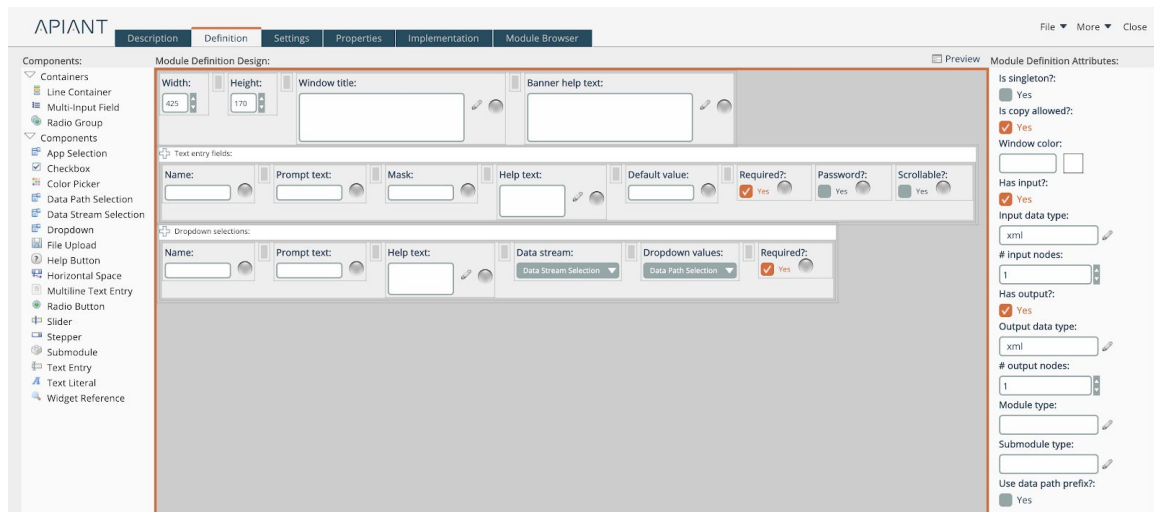 APIANT
Description Definition Settings Properties Implementation Module Browser
File More Close
Components:
Containers
Line Container
Multi-Input Field
Radio Group
Components
App Selection
Checkbox
Color Picker
Data Path Selection
Data Stream Selection
Dropdown
File Upload
Help Button
Horizontal Space
Multiline Text Entry
Radio Button
Slider
Stepper
Submodule
Text Entry
Text Literal
Widget Reference
Module Definition Design: Preview
Width: Height: Window title: Banner help text:
425 170
Text entry fields:
Name: Prompt text: Mask: Help text: Default value: Required?: Password?: Scrollable?:
Yes Yes Yes
Dropdown selections:
Name: Prompt text: Help text: Data stream: Dropdown values: Required?:
Data Stream Selection Data Path Selection Yes
Module Definition Attributes:
Is singleton?:
Yes
Is copy allowed?:
Yes
Window color:
Has input?:
Yes
Input data type:
xml
# input nodes:
1
Has output?:
Yes
Output data type:
xml
# output nodes:
1
Module type:
Submodule type:
Use data path prefix?:
Yes